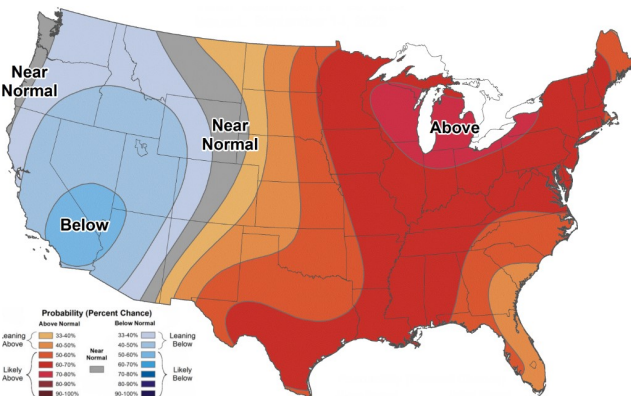 Near
Normal
Near
Normal
Above
Below
Probability (Percent Chance)
Above Normal
Below Normal
Leaning
Above
33-40%
40-50%
33-40%
40-50%
Leaning
Below
Likely
Above
50-60%
60-70%
70-80%
80-90%
90-100%
Near
Normal
50-60%
60-70%
70-80%
80-90%
90-100%
Likely
Below